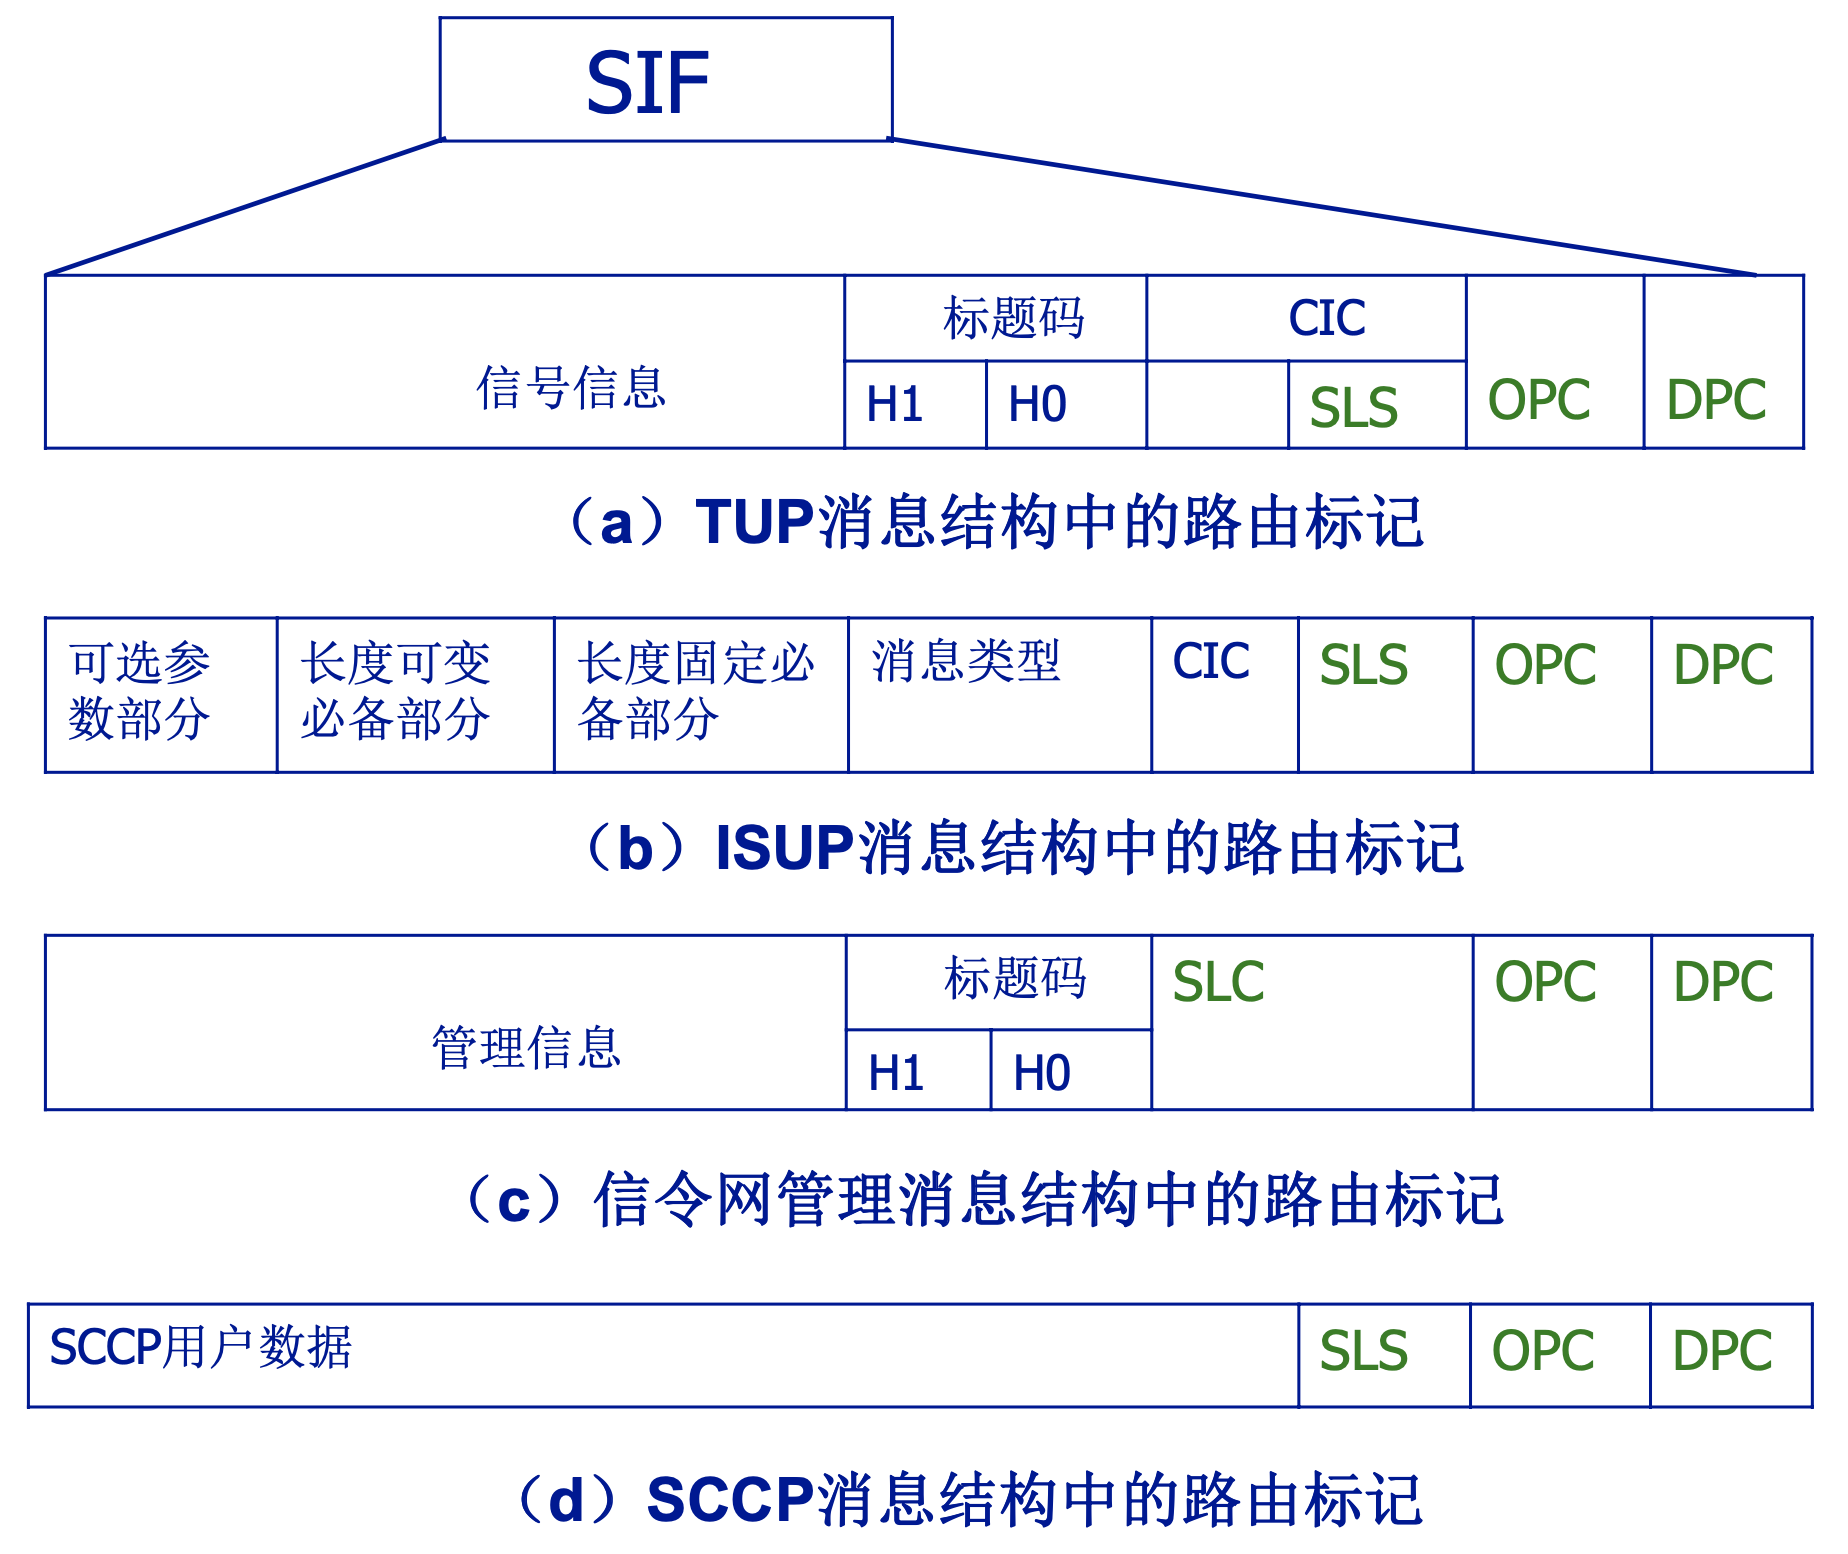 SIF
信号信息
标题码
CIC
H1
H0
SLS
OPC
DPC
（a）TUP消息结构中的路由标记
可选参
数部分
长度可变
必备部分
长度固定必
备部分
消息类型
CIC
SLS
OPC
DPC
（b）ISUP消息结构中的路由标记
管理信息
标题码
H1
H0
SLC
OPC
DPC
（c）信令网管理消息结构中的路由标记
SCCP用户数据
SLS
OPC
DPC
（d）SCCP消息结构中的路由标记